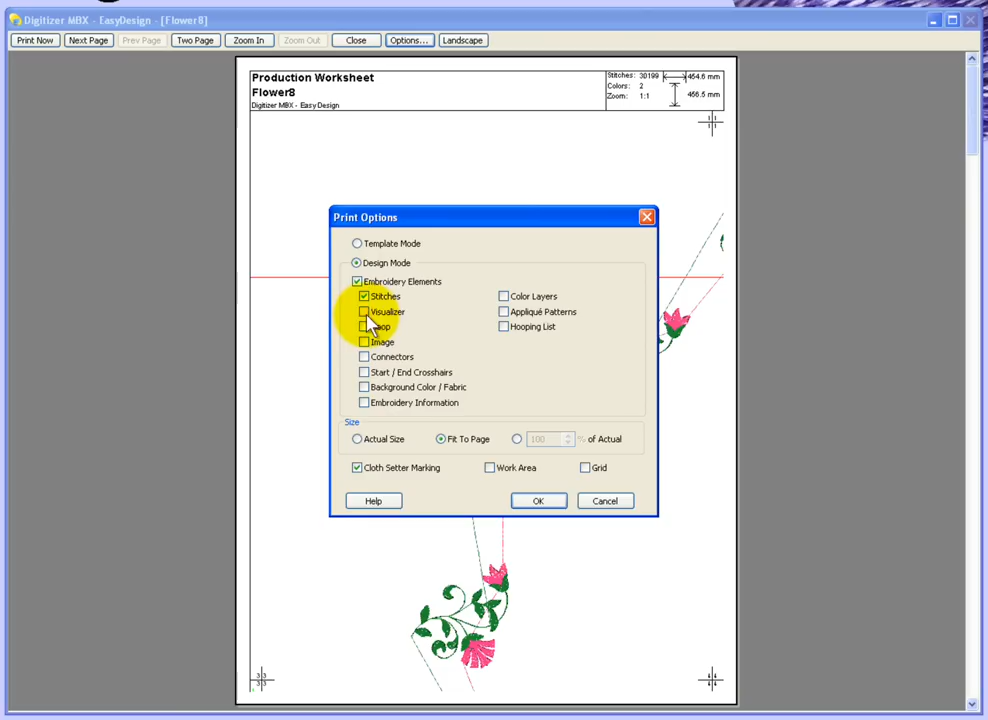 Digitizer MBX - EasyDesign - [Flower8]
Print Now Next Page Prev Page Two Page Zoom In Zoom Out Close Options... Landscape
Production Worksheet
Flower8
Digitizer MBX - EasyDesign
Stitches: 30199 454.6 mm
Colors: 2
Zoom: 1:1 456.5 mm
Print Options
Template Mode
Design Mode
Embroidery Elements
Stitches Color Layers
Visualizer Appliqué Patterns
Hooping List
Image
Connectors
Start / End Crosshairs
Background Color / Fabric
Embroidery Information
Size
Actual Size Fit To Page 100 % of Actual
Cloth Setter Marking Work Area Grid
Help OK Cancel